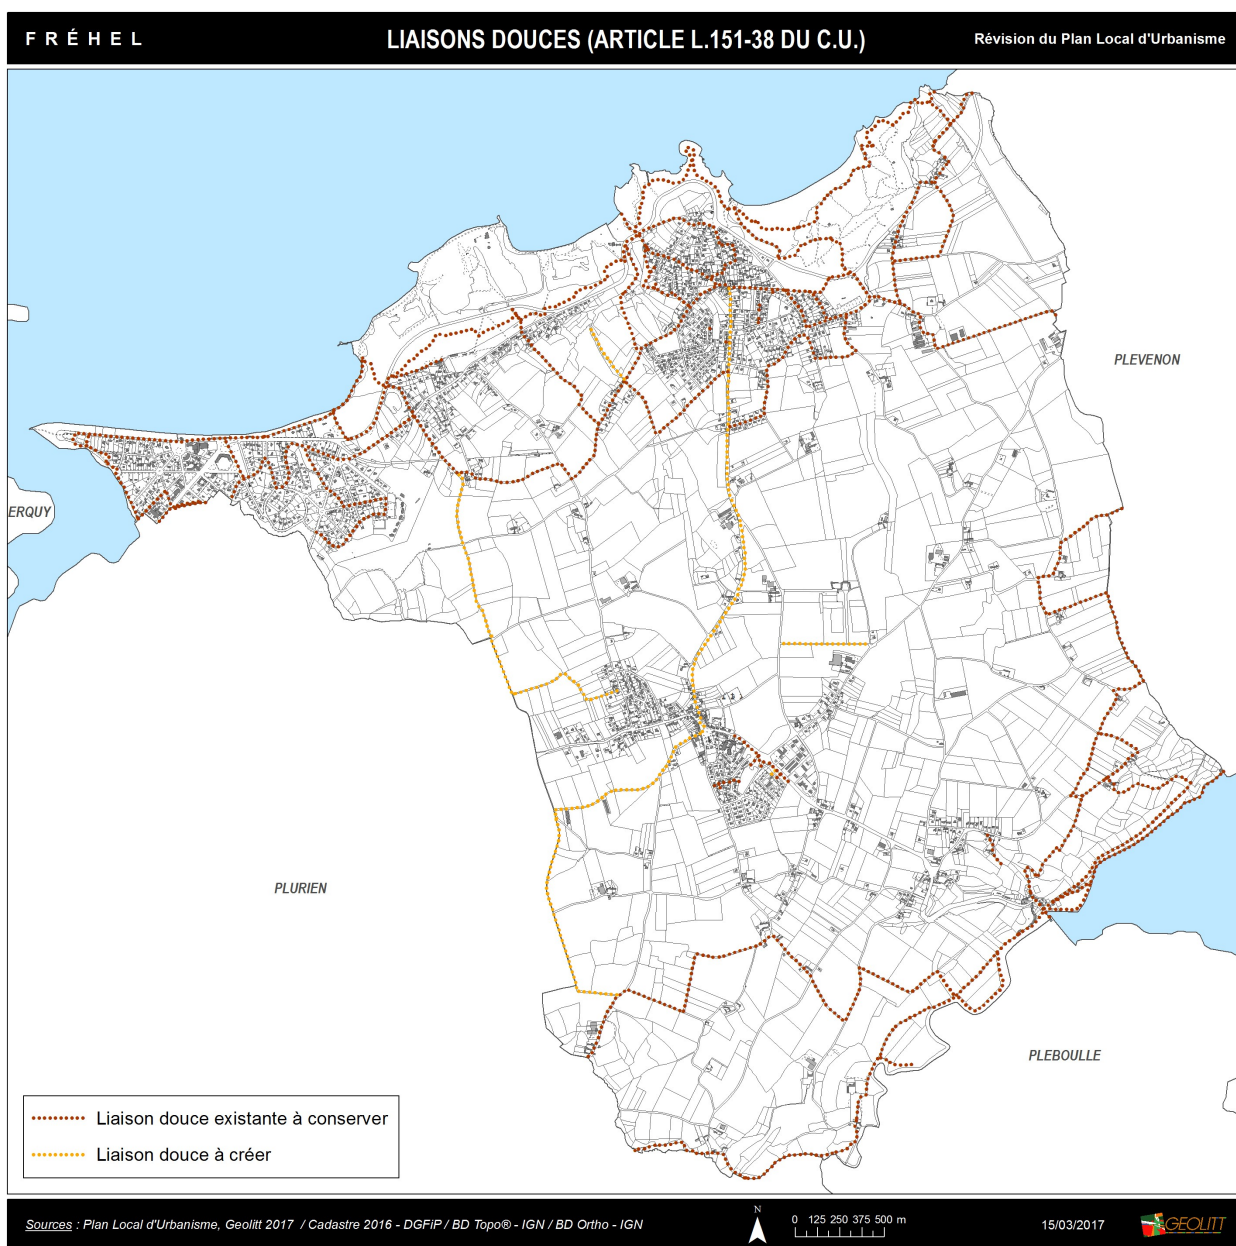 FRÉHEL
LIAISONS DOUCES (ARTICLE L.151-38 DU C.U.)
Révision du Plan Local d'Urbanisme
PLEVENON
ERQUY
PLURIEN
PLEBOULLE
Liaison douce existante à conserver
Liaison douce à créer
Sources : Plan Local d'Urbanisme, Geolitt 2017 / Cadastre 2016 - DGFiP / BD Topo® - IGN / BD Ortho - IGN
N
0 125 250 375 500 m
15/03/2017
GEOLITT